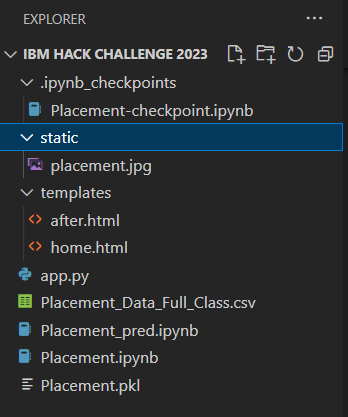 EXPLORER
IBM HACK CHALLENGE 2023
.ipynb_checkpoints
Placement-checkpoint.ipynb
static
placement.jpg
templates
after.html
home.html
app.py
Placement_Data_Full_Class.csv
Placement_pred.ipynb
Placement.ipynb
Placement.pkl